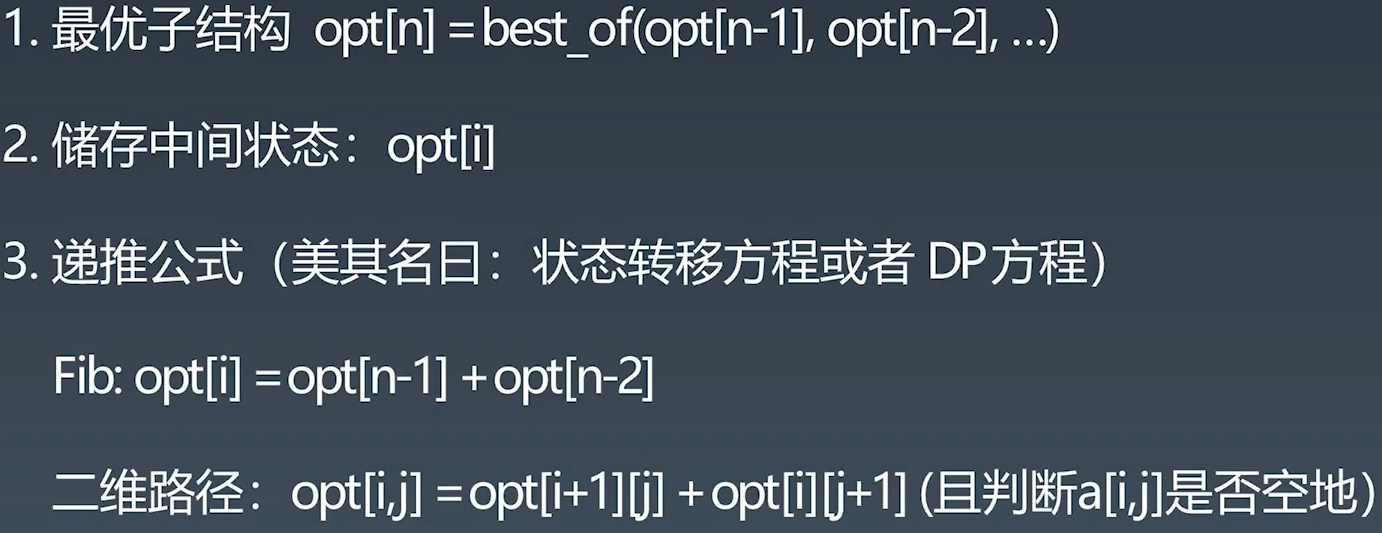 1. 最优子结构 opt[n] = best_of(opt[n-1], opt[n-2], …)
2. 储存中间状态：opt[i]
3. 递推公式（美其名曰：状态转移方程或者 DP方程）
Fib: opt[i] = opt[n-1] + opt[n-2]
二维路径：opt[i,j] = opt[i+1][j] + opt[i][j+1] (且判断a[i,j]是否空地）